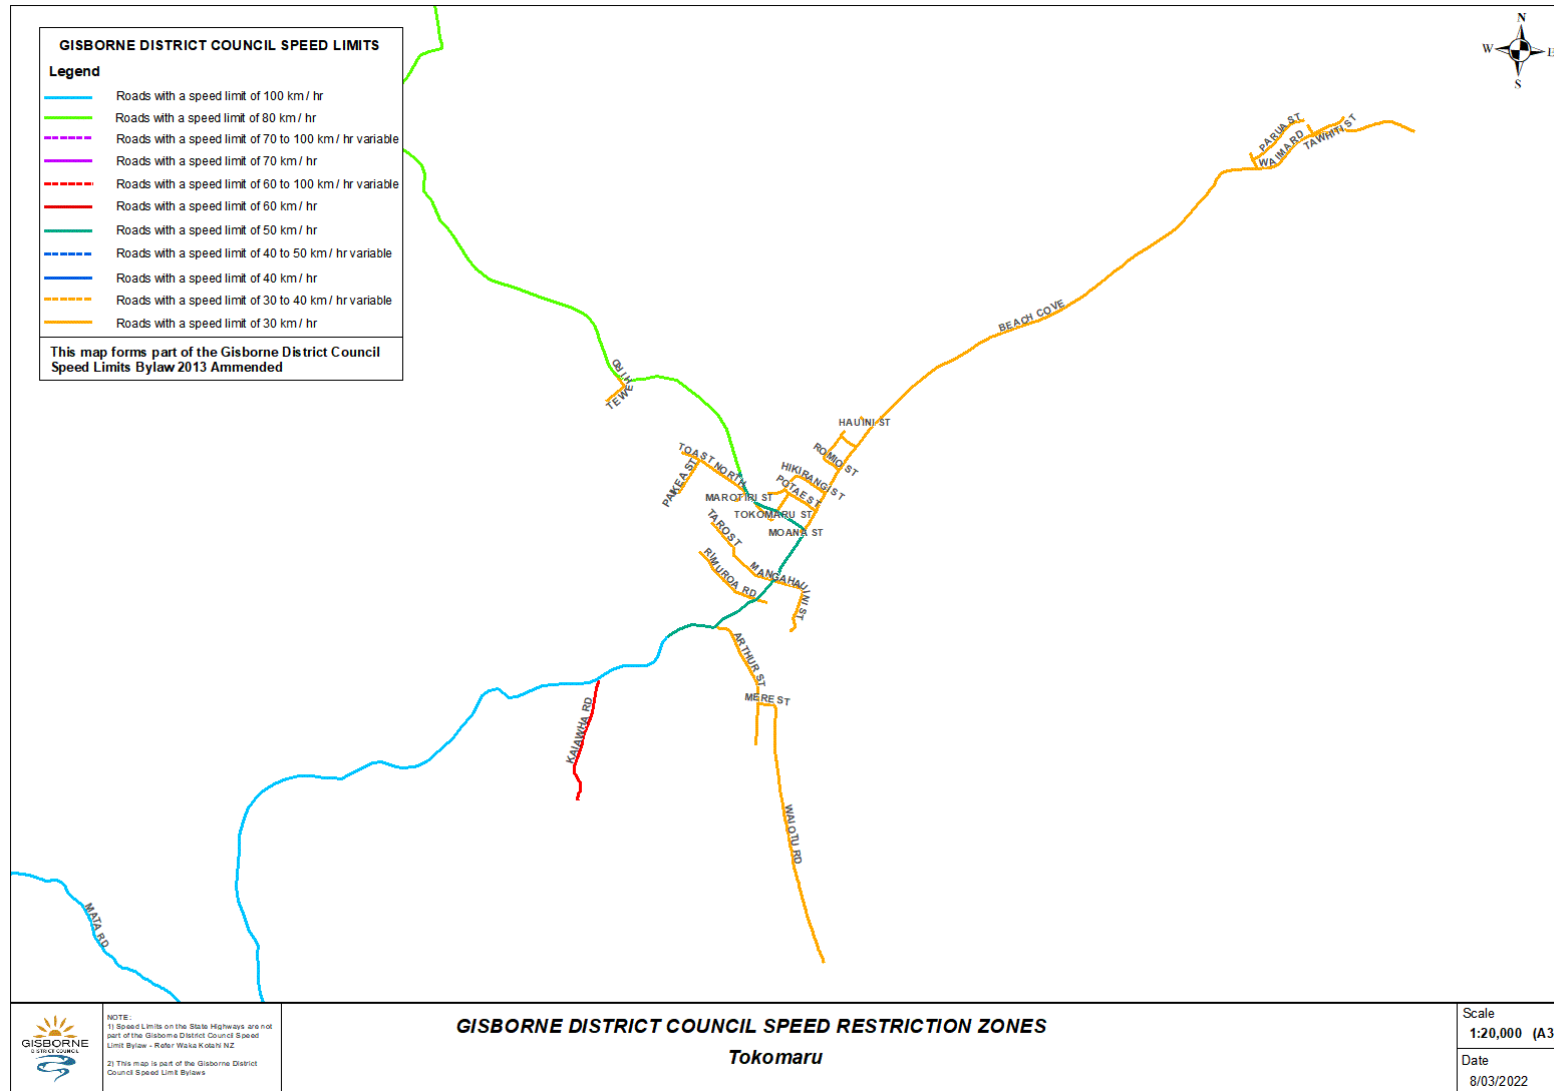 GISBORNE DISTRICT COUNCIL SPEED LIMITS
Legend
Roads with a speed limit of 100 km / hr
Roads with a speed limit of 80 km / hr
Roads with a speed limit of 70 to 100 km / hr variable
Roads with a speed limit of 70 km / hr
Roads with a speed limit of 60 to 100 km / hr variable
Roads with a speed limit of 60 km / hr
Roads with a speed limit of 50 km / hr
Roads with a speed limit of 40 to 50 km / hr variable
Roads with a speed limit of 40 km / hr
Roads with a speed limit of 30 to 40 km / hr variable
Roads with a speed limit of 30 km / hr
This map forms part of the Gisborne District Council
Speed Limits Bylaw 2013 Ammended
N
W
E
S
PARUA ST
WAIMA RD
TAWHITI ST
BEACH COVE
HIRO
TEWE
HAUINI ST
ROMIO ST
TOAST NORTH
HIKIRANGI ST
PAKEA ST
POTAE ST
MAROTIRI ST
TOKOMARU ST
TARO ST
MOANA ST
RIMUROA RD
MANGAHAUINI ST
ARTHUR ST
MERE ST
KAIAWHA RD
WAIOTU RD
MATA RD
GISBORNE
DISTRICT COUNCIL
NOTE:
1) Speed Limits on the State Highways are not
part of the Gisborne District Council Speed
Limit Bylaw - Refer Waka Kotahi NZ
2) This map is part of the Gisborne District
Council Speed Limit Bylaws
GISBORNE DISTRICT COUNCIL SPEED RESTRICTION ZONES
Tokomaru
Scale
1:20,000 (A3
Date
8/03/2022